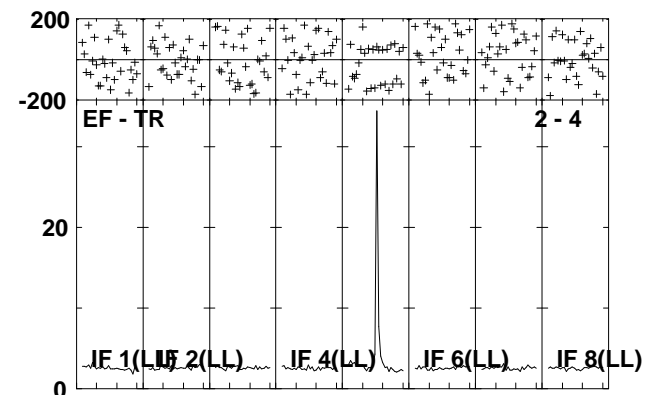 200
-200
EF - TR 2 - 4
20
IF 1(LL) IF 2(LL) IF 4(LL) IF 6(LL) IF 8(LL)
0